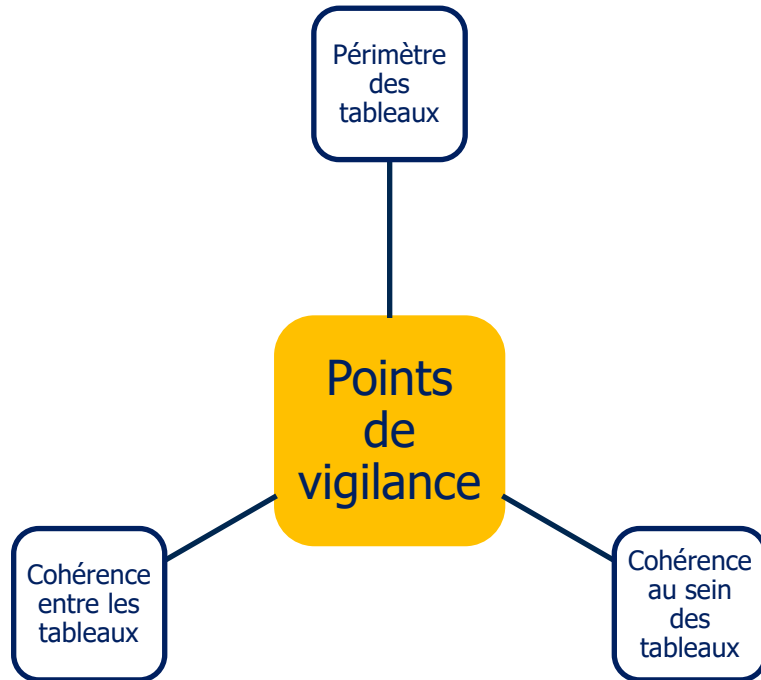 Périmètre
des
tableaux
Points
de
vigilance
Cohérence
entre les
tableaux
Cohérence
au sein
des
tableaux